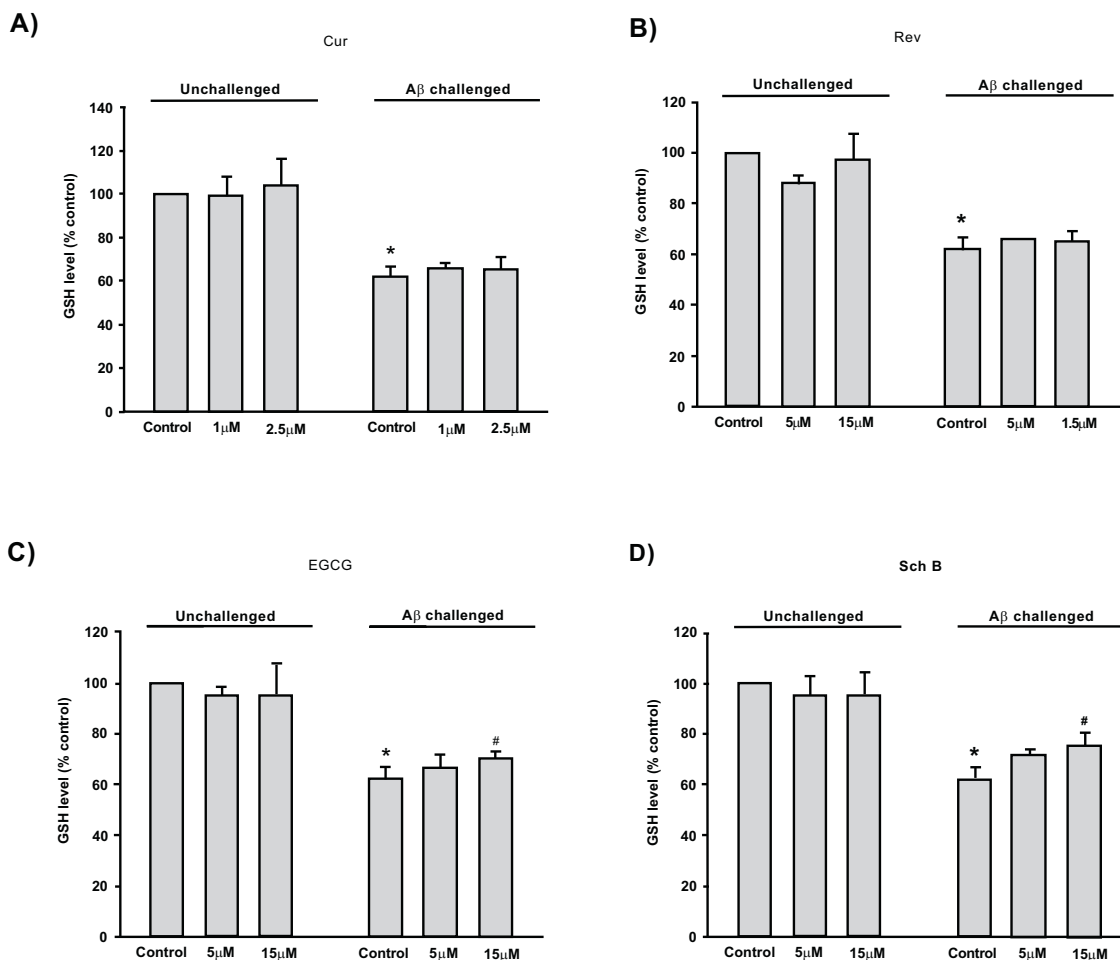 A)
Cur
Unchallenged Aβ challenged
140
120
100
80
60
40
20
0
GSH level (% control)
*
Control 1μM 2.5μM Control 1μM 2.5μM
B)
Rev
Unchallenged Aβ challenged
120
100
80
60
40
20
0
GSH level (% control)
*
Control 5μM 15μM Control 5μM 1.5μM
C)
EGCG
Unchallenged Aβ challenged
120
100
80
60
40
20
0
GSH level (% control)
* #
Control 5μM 15μM Control 5μM 15μM
D)
Sch B
Unchallenged Aβ challenged
120
100
80
60
40
20
0
GSH level (% control)
* #
Control 5μM 15μM Control 5μM 15μM